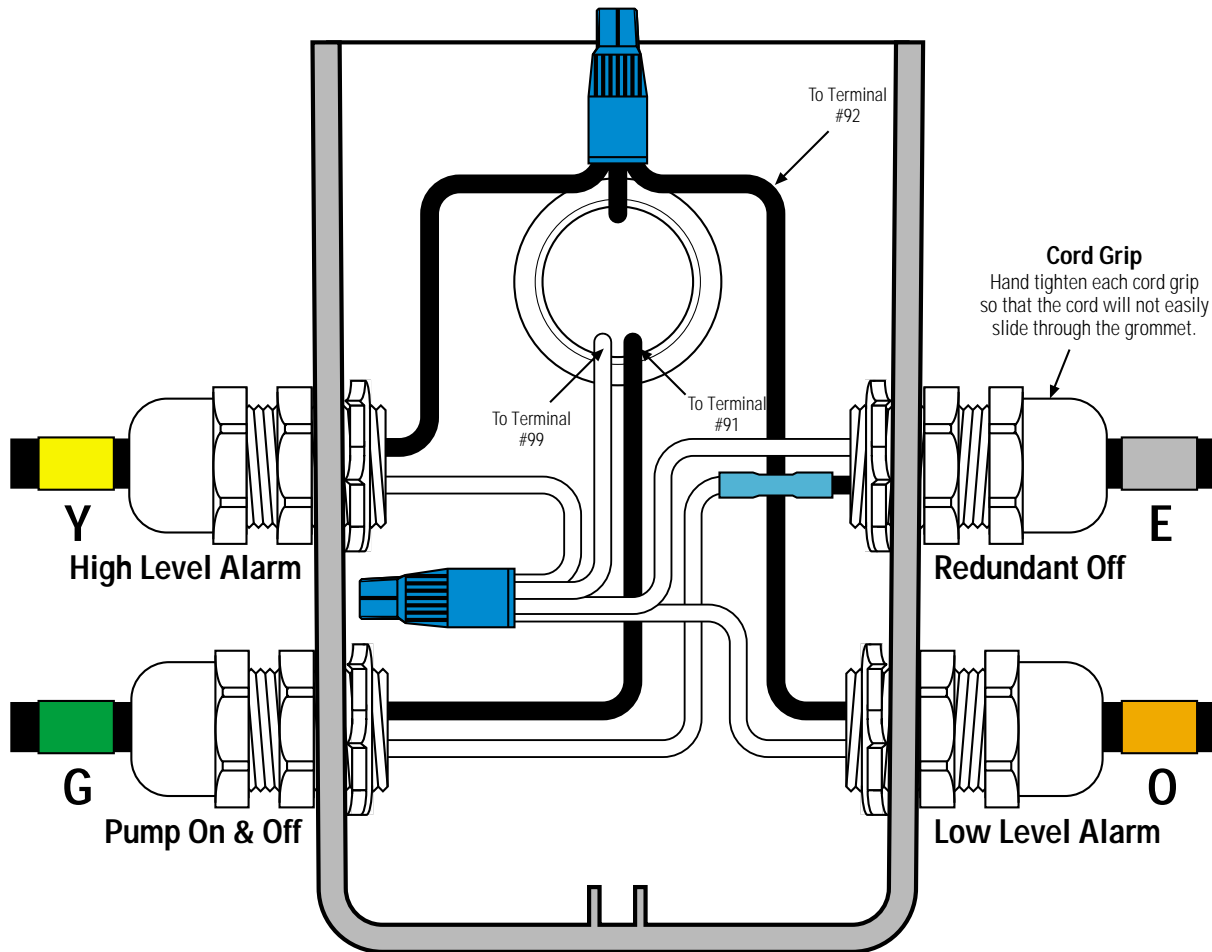 To Terminal
#92
Cord Grip
Hand tighten each cord grip
so that the cord will not easily
slide through the grommet.
To Terminal
#99
To Terminal
#91
Y
High Level Alarm
E
Redundant Off
G
Pump On & Off
O
Low Level Alarm